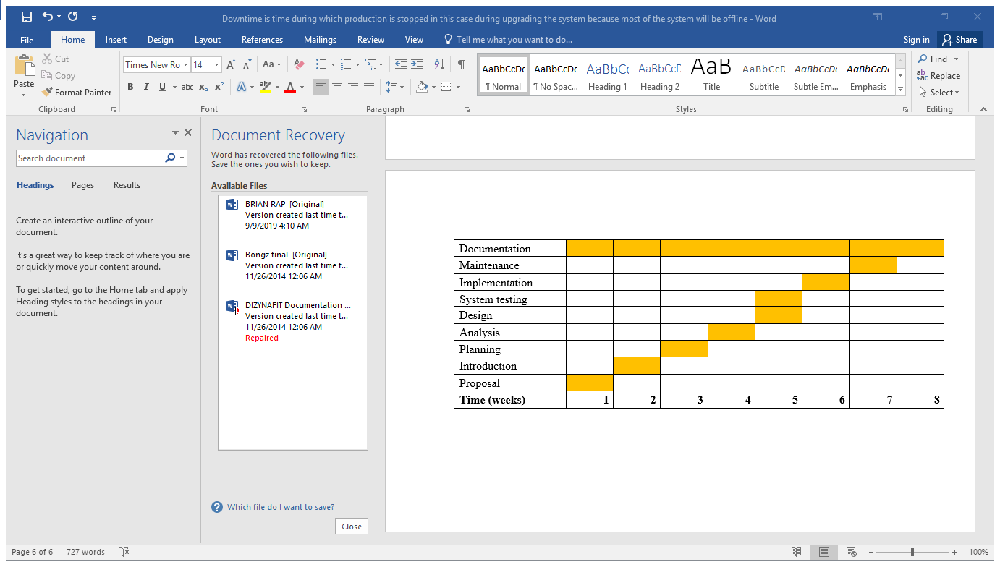 Downtime is time during which production is stopped in this case during upgrading the system because most of the system will be offline - Word
File Home Insert Design Layout References Mailings Review View Tell me what you want to do... Sign in Share
Paste
Cut
Copy
Format Painter
Clipboard
Times New Ro 14 Aa
B I U abc x₂ x² A ab A
Font
Paragraph
AaBbCcDc AaBbCcDc AaBbCc AaBbCcD AaB AaBbCcD AaBbCcDc AaBbCcDc
¶ Normal ¶ No Spac... Heading 1 Heading 2 Title Subtitle Subtle Em... Emphasis
Styles
Find
Replace
Select
Editing
Navigation
Search document
Headings Pages Results
Create an interactive outline of your
document.
It's a great way to keep track of where you are
or quickly move your content around.
To get started, go to the Home tab and apply
Heading styles to the headings in your
document.
Document Recovery
Word has recovered the following files.
Save the ones you wish to keep.
Available Files
BRIAN RAP [Original]
Version created last time t...
9/9/2019 4:10 AM
Bongz final [Original]
Version created last time t...
11/26/2014 12:06 AM
DIZYNAFIT Documentation ...
Version created last time t...
11/26/2014 12:06 AM
Repaired
Which file do I want to save?
Close
Documentation
Maintenance
Implementation
System testing
Design
Analysis
Planning
Introduction
Proposal
Time (weeks) 1 2 3 4 5 6 7 8
Page 6 of 6 727 words 100%